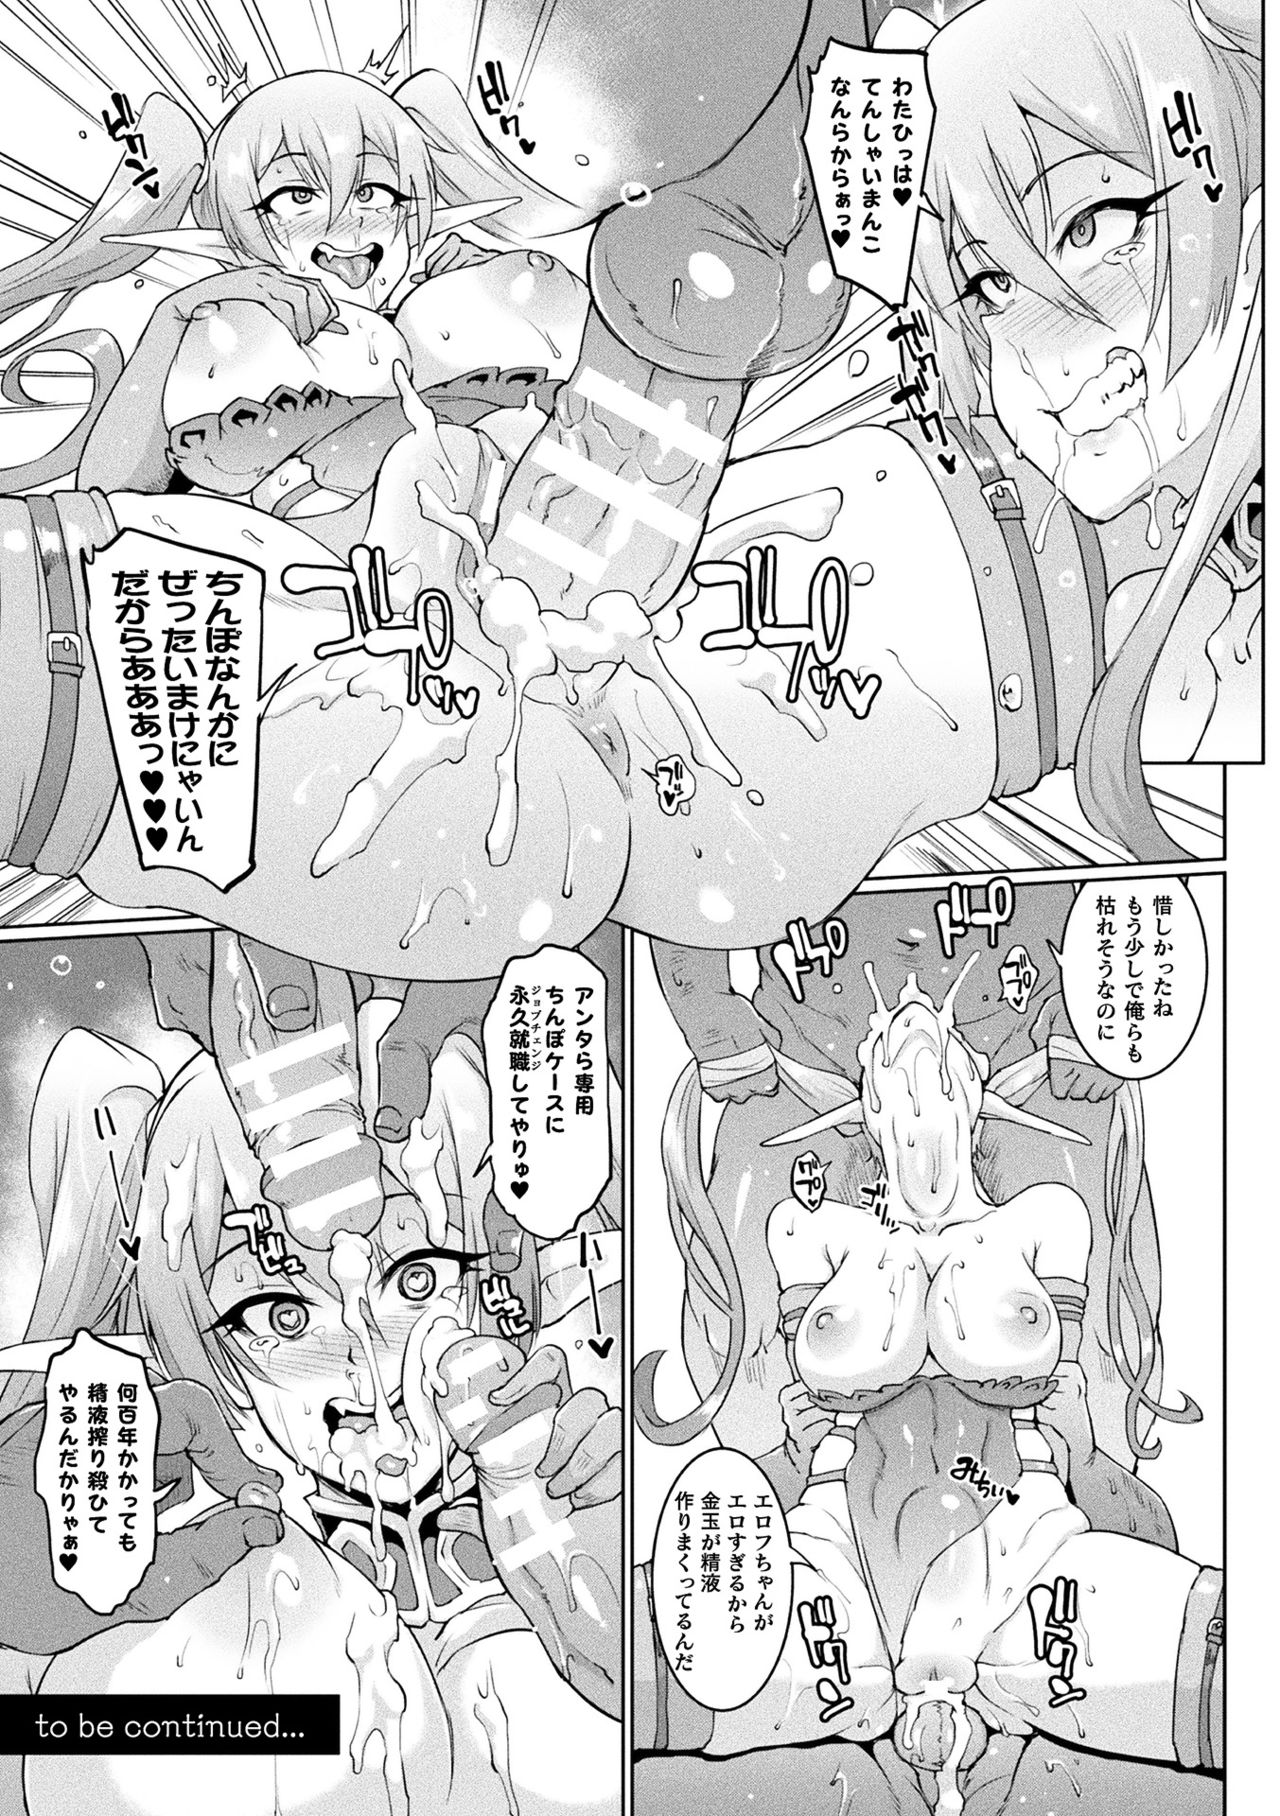 わたひっは♥
てんしゃいまんこ
なんらからぁっ♥
ちんぽなんかに
ぜったいまけにゃいん
だからあああっ♥♥♥
惜しかったね
もう少しで俺らも
枯れそうなのに
エロフちゃんが
エロすぎるから
金玉が精液
作りまくってるんだ
アンタら専用
ちんぽケースに
永久就職してやりゅ♥
ジョブチェンジ
何百年かかっても
精液搾り殺ひて
やるんだかりゃぁ♥
to be continued...